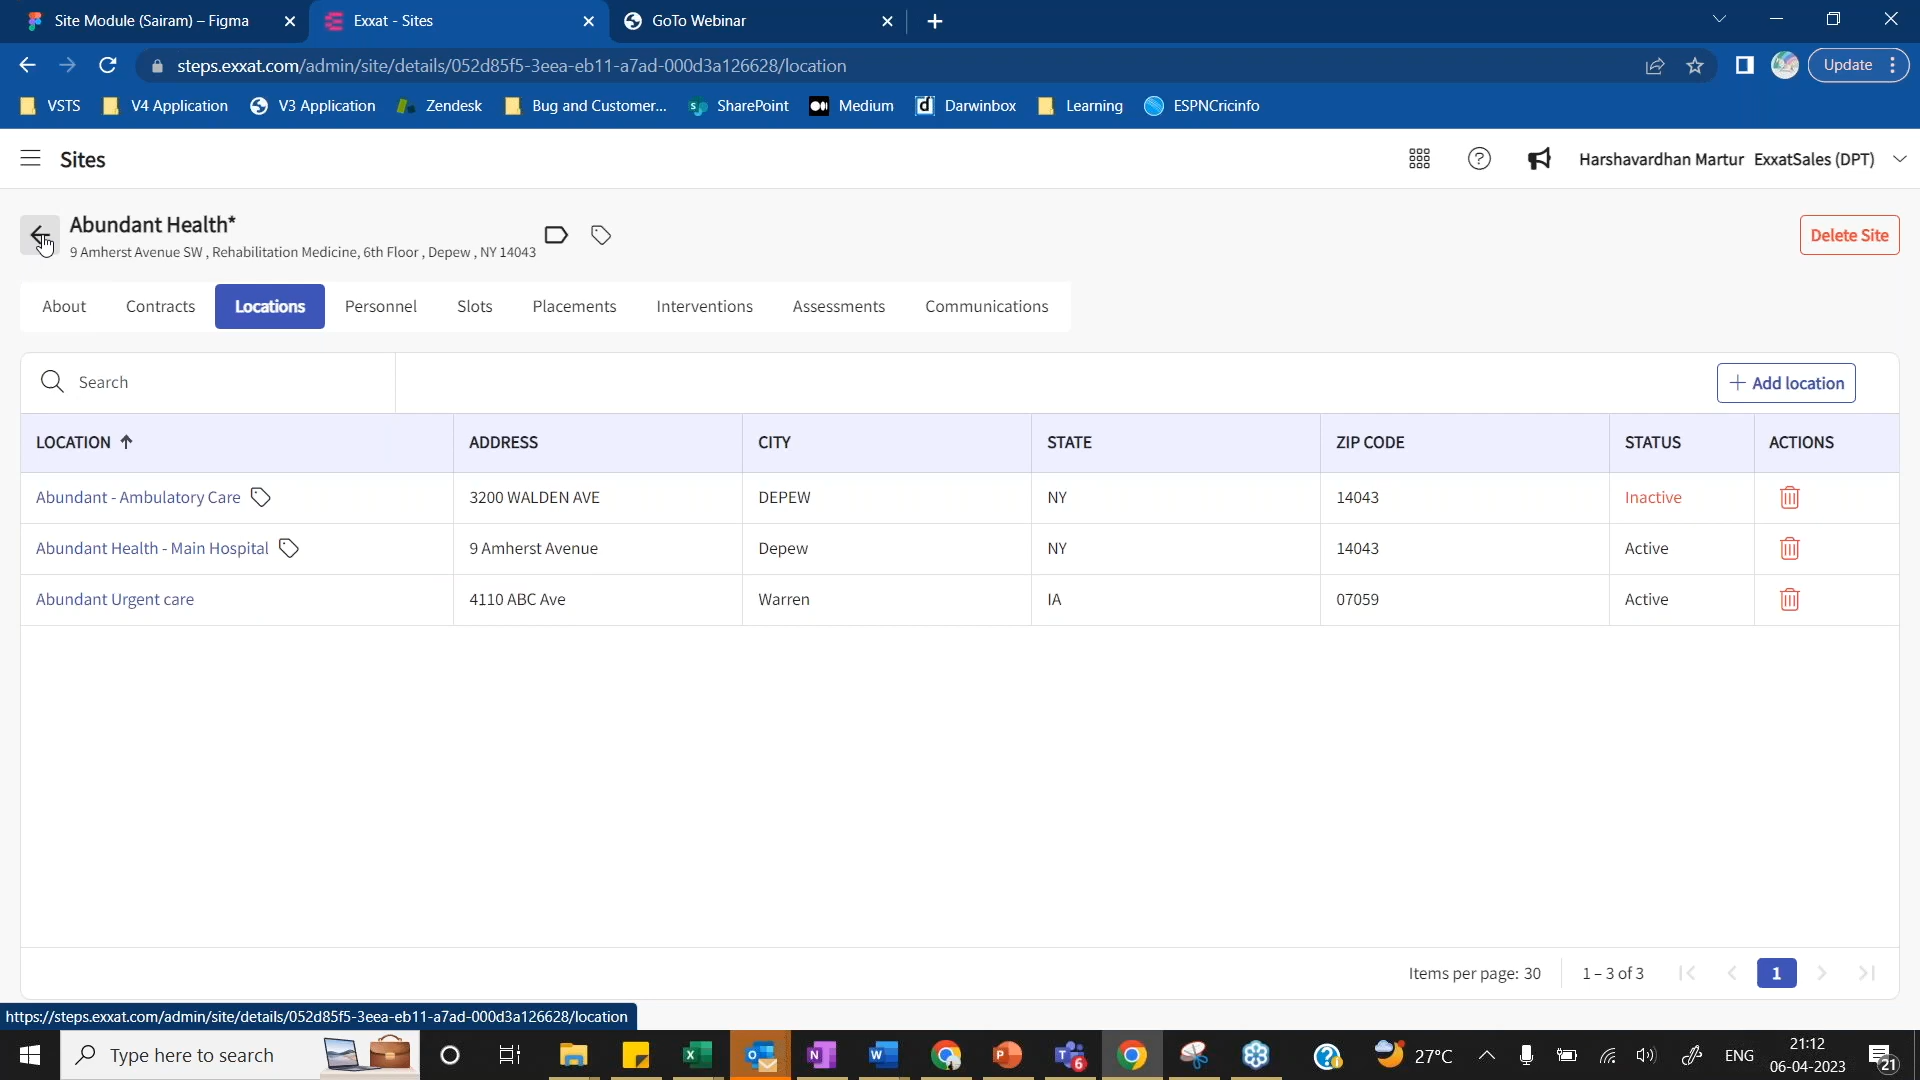 Site Module (Sairam) – Figma
Exxat - Sites
GoTo Webinar
steps.exxat.com/admin/site/details/052d85f5-3eea-eb11-a7ad-000d3a126628/location
Update
VSTS
V4 Application
V3 Application
Zendesk
Bug and Customer...
SharePoint
Medium
Darwinbox
Learning
ESPNCricinfo
Sites
Harshavardhan Martur ExxatSales (DPT)
Abundant Health*
9 Amherst Avenue SW , Rehabilitation Medicine, 6th Floor , Depew , NY 14043
Delete Site
About
Contracts
Locations
Personnel
Slots
Placements
Interventions
Assessments
Communications
Search
+ Add location
LOCATION ADDRESS CITY STATE ZIP CODE STATUS ACTIONS
Abundant - Ambulatory Care 3200 WALDEN AVE DEPEW NY 14043 Inactive
Abundant Health - Main Hospital 9 Amherst Avenue Depew NY 14043 Active
Abundant Urgent care 4110 ABC Ave Warren IA 07059 Active
Items per page: 30
1 – 3 of 3
1
https://steps.exxat.com/admin/site/details/052d85f5-3eea-eb11-a7ad-000d3a126628/location
Type here to search
6
27°C
ENG
21:12
06-04-2023
21